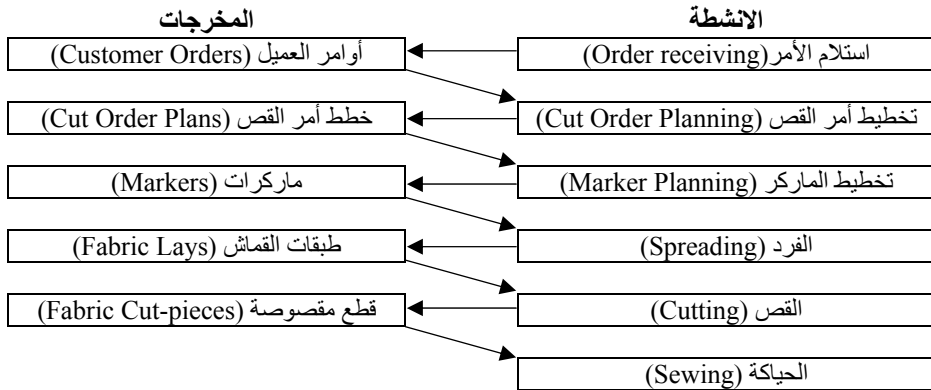 الانشطة
المخرجات
استلام الأمر(Order receiving)
أوامر العميل (Customer Orders)
تخطيط أمر القص (Cut Order Planning)
خطط أمر القص (Cut Order Plans)
تخطيط الماركر (Marker Planning)
ماركرات (Markers)
الفرد (Spreading)
طبقات القماش (Fabric Lays)
القص (Cutting)
قطع مقصوصة (Fabric Cut-pieces)
الحياكة (Sewing)